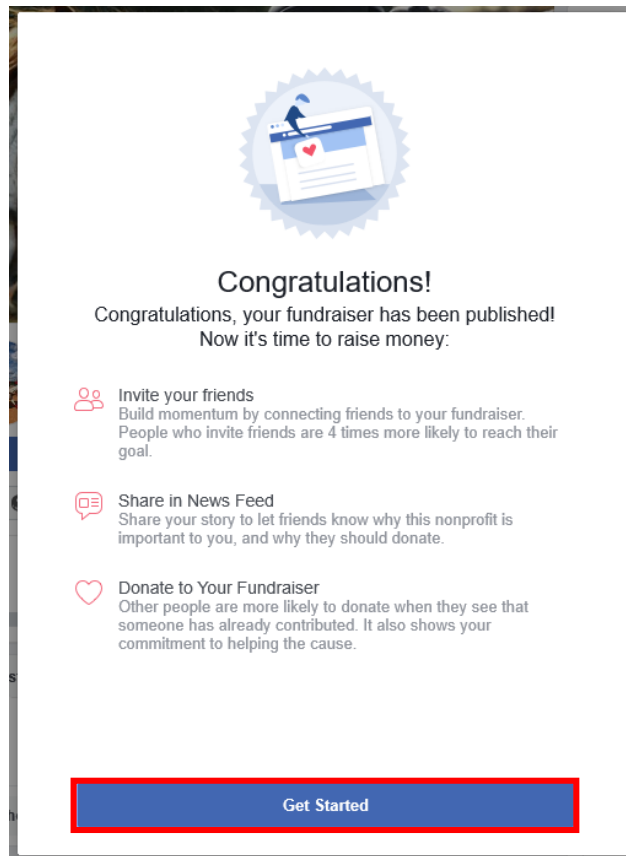 Congratulations!
Congratulations, your fundraiser has been published!
Now it's time to raise money:
Invite your friends
Build momentum by connecting friends to your fundraiser.
People who invite friends are 4 times more likely to reach their
goal.
Share in News Feed
Share your story to let friends know why this nonprofit is
important to you, and why they should donate.
Donate to Your Fundraiser
Other people are more likely to donate when they see that
someone has already contributed. It also shows your
commitment to helping the cause.
Get Started